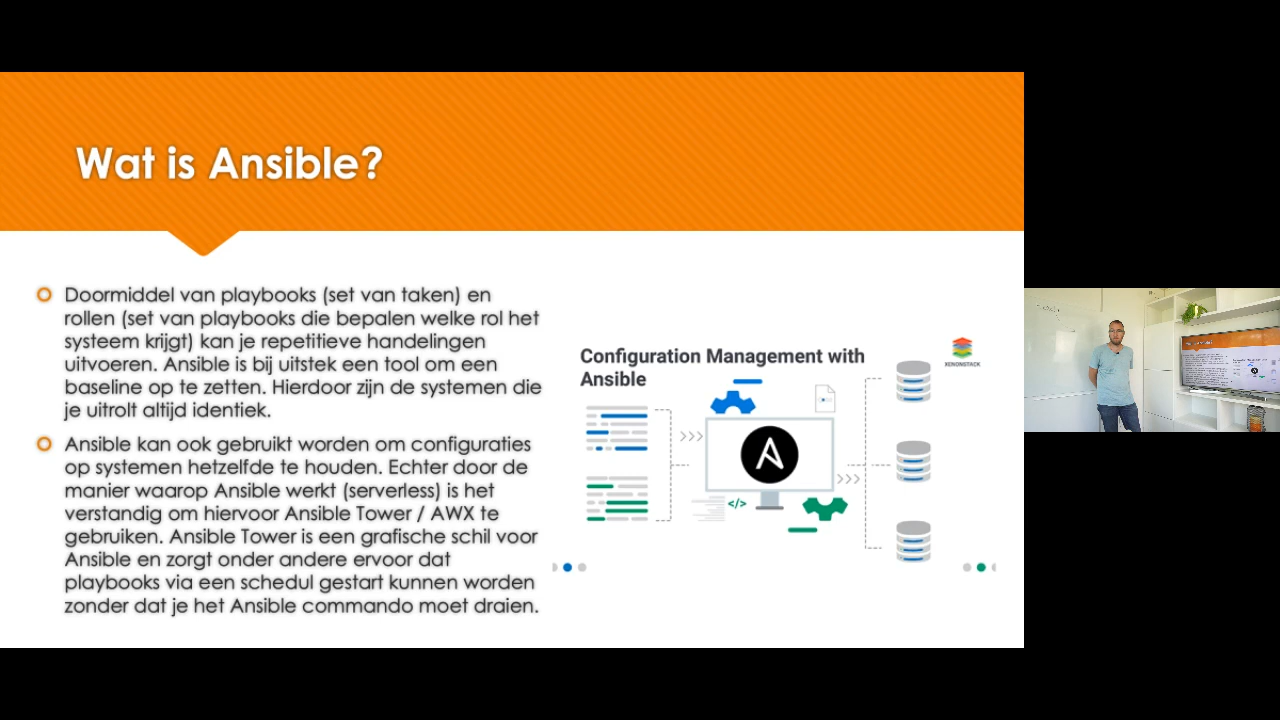 Wat is Ansible?
Doormiddel van playbooks (set van taken) en
rollen (set van playbooks die bepalen welke rol het
systeem krijgt) kan je repetitieve handelingen
uitvoeren. Ansible is bij uitstek een tool om een
baseline op te zetten. Hierdoor zijn de systemen die
je uitrolt altijd identiek.
Ansible kan ook gebruikt worden om configuraties
op systemen hetzelfde te houden. Echter door de
manier waarop Ansible werkt (serverless) is het
verstandig om hiervoor Ansible Tower / AWX te
gebruiken. Ansible Tower is een grafische schil voor
Ansible en zorgt onder andere ervoor dat
playbooks via een schedul gestart kunnen worden
zonder dat je het Ansible commando moet draien.
Configuration Management with
Ansible
XENONSTACK
</>